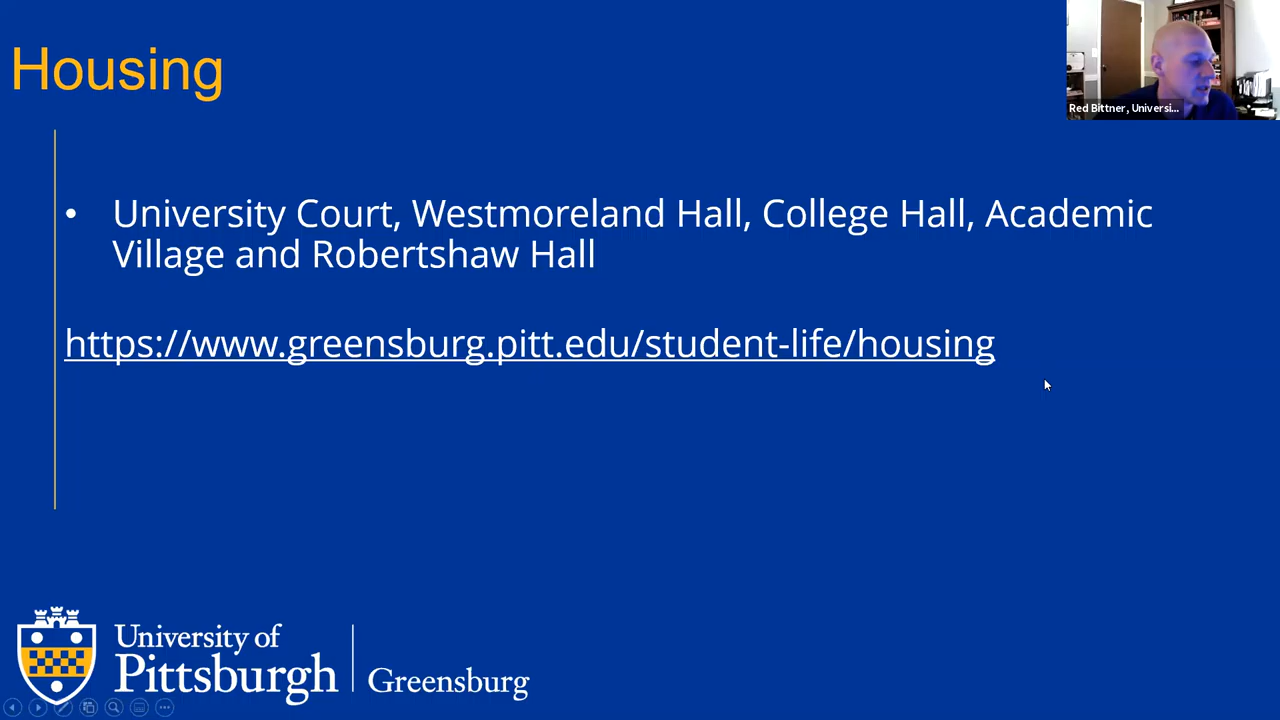 Housing
Red Bittner, Universi...
• University Court, Westmoreland Hall, College Hall, Academic
Village and Robertshaw Hall
https://www.greensburg.pitt.edu/student-life/housing
University of
Pittsburgh
Greensburg